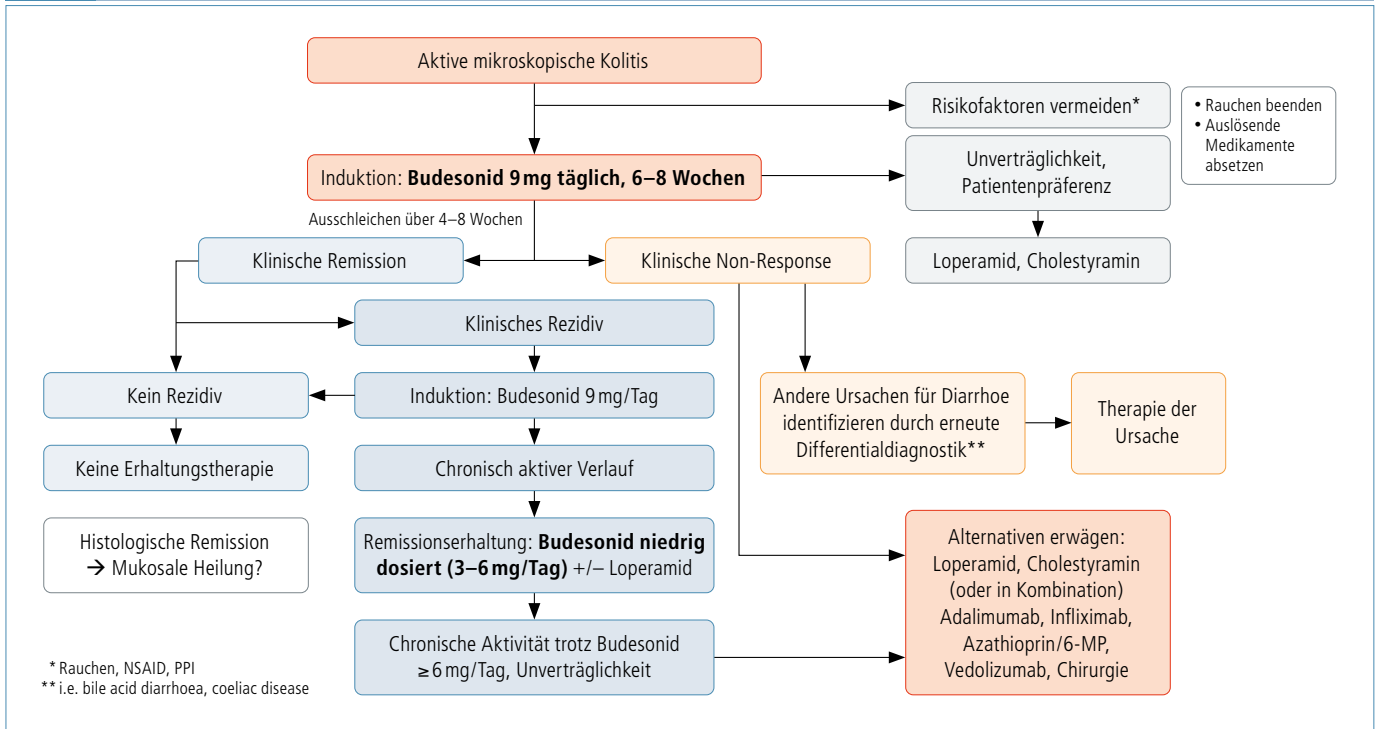 Aktive mikroskopische Kolitis
Risikofaktoren vermeiden*
• Rauchen beenden
• Auslösende
Medikamente
absetzen
Induktion: Budesonid 9 mg täglich, 6–8 Wochen
Unverträglichkeit,
Patientenpräferenz
Ausschleichen über 4–8 Wochen
Klinische Remission
Klinische Non-Response
Loperamid, Cholestyramin
Klinisches Rezidiv
Kein Rezidiv
Induktion: Budesonid 9 mg/Tag
Andere Ursachen für Diarrhoe
identifizieren durch erneute
Differentialdiagnostik**
Therapie der
Ursache
Keine Erhaltungstherapie
Chronisch aktiver Verlauf
Histologische Remission
→ Mukosale Heilung?
Remissionserhaltung: Budesonid niedrig
dosiert (3–6 mg/Tag) +/– Loperamid
Alternativen erwägen:
Loperamid, Cholestyramin
(oder in Kombination)
Adalimumab, Infliximab,
Azathioprin/6-MP,
Vedolizumab, Chirurgie
Chronische Aktivität trotz Budesonid
≥ 6 mg/Tag, Unverträglichkeit
* Rauchen, NSAID, PPI
** i.e. bile acid diarrhoea, coeliac disease